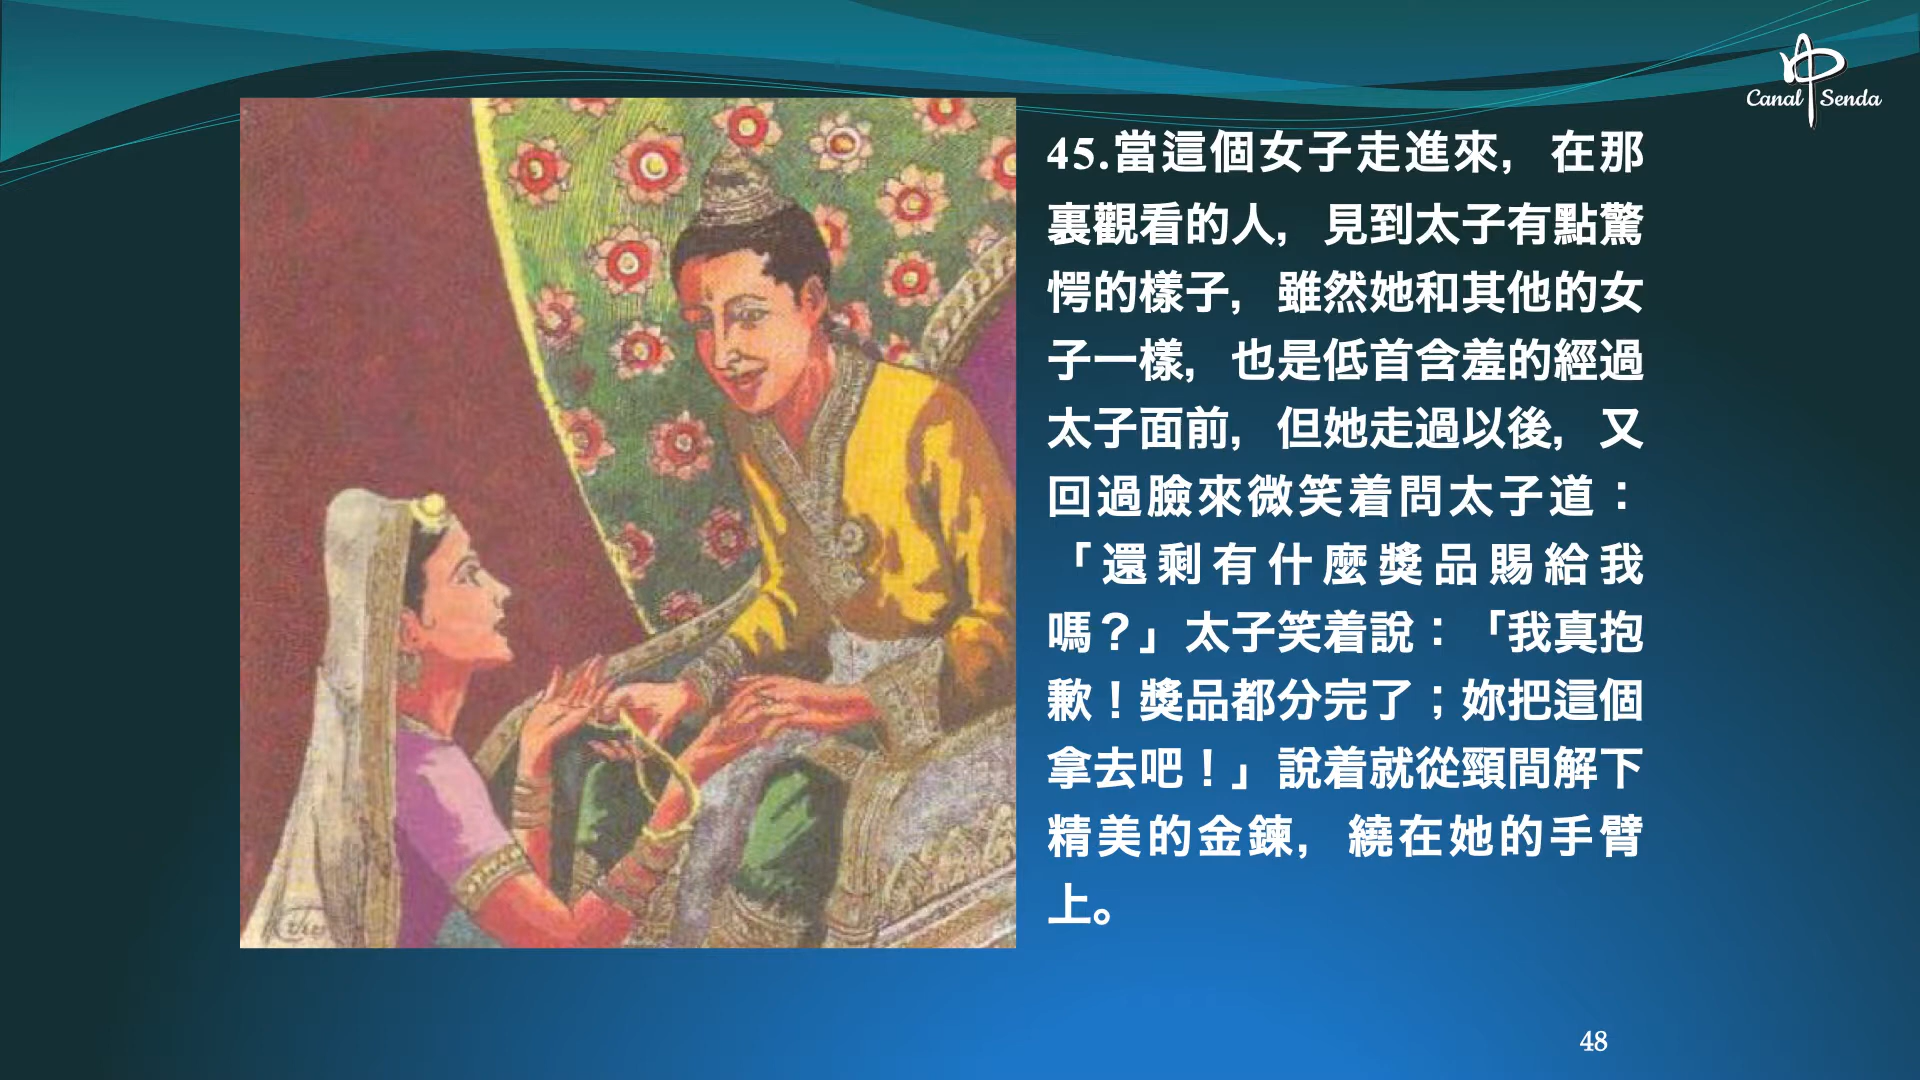 Canal Senda
45.當這個女子走進來，在那
裏觀看的人，見到太子有點驚
愕的樣子，雖然她和其他的女
子一樣，也是低首含羞的經過
太子面前，但她走過以後，又
回過臉來微笑着問太子道：
「還剩有什麼獎品賜給我
嗎？」太子笑着說：「我真抱
歉！獎品都分完了；妳把這個
拿去吧！」說着就從頸間解下
精美的金鍊，繞在她的手臂
上。
48